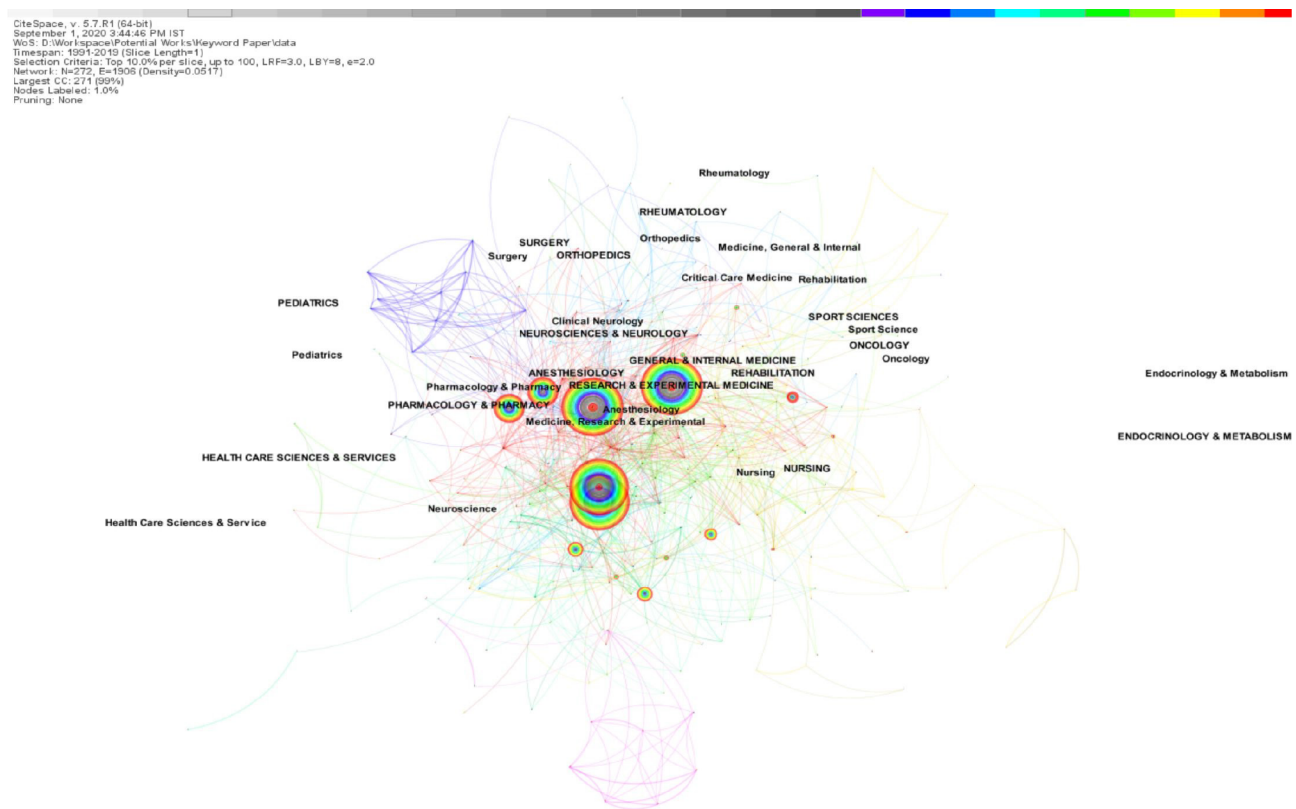 CiteSpace, v. 5.7.R1 (64-bit)
September 1, 2020 3:44:46 PM IST
WoS: D:\Workspace\Potential Works\Keyword Paper\data
Timespan: 1991-2019 (Slice Length=1)
Selection Criteria: Top 10.0% per slice, up to 100, LRF=3.0, LBY=8, e=2.0
Network: N=272, E=1906 (Density=0.0517)
Largest CC: 271 (99%)
Nodes Labeled: 1.0%
Pruning: None
Rheumatology
RHEUMATOLOGY
Orthopedics
SURGERY
Medicine, General & Internal
Surgery
ORTHOPEDICS
Critical Care Medicine
Rehabilitation
PEDIATRICS
SPORT SCIENCES
Clinical Neurology
Sport Science
NEUROSCIENCES & NEUROLOGY
ONCOLOGY
Pediatrics
Oncology
GENERAL & INTERNAL MEDICINE
ANESTHESIOLOGY
REHABILITATION
Endocrinology & Metabolism
Pharmacology & Pharmacy
RESEARCH & EXPERIMENTAL MEDICINE
PHARMACOLOGY & PHARMACY
Anesthesiology
Medicine, Research & Experimental
ENDOCRINOLOGY & METABOLISM
HEALTH CARE SCIENCES & SERVICES
Nursing
NURSING
Neuroscience
Health Care Sciences & Service